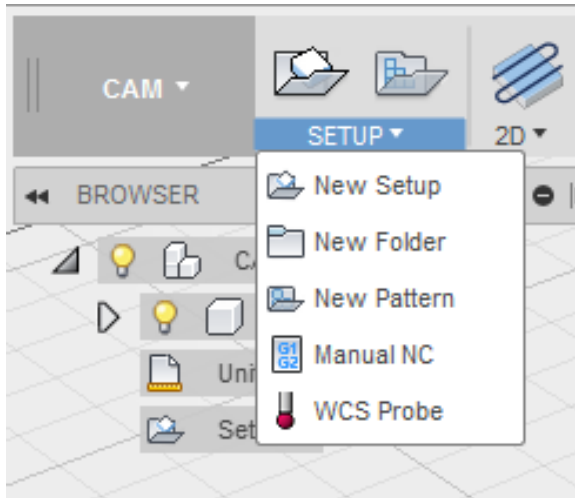 CAM
SETUP
2D
BROWSER
New Setup
New Folder
New Pattern
G1
G2
Manual NC
WCS Probe